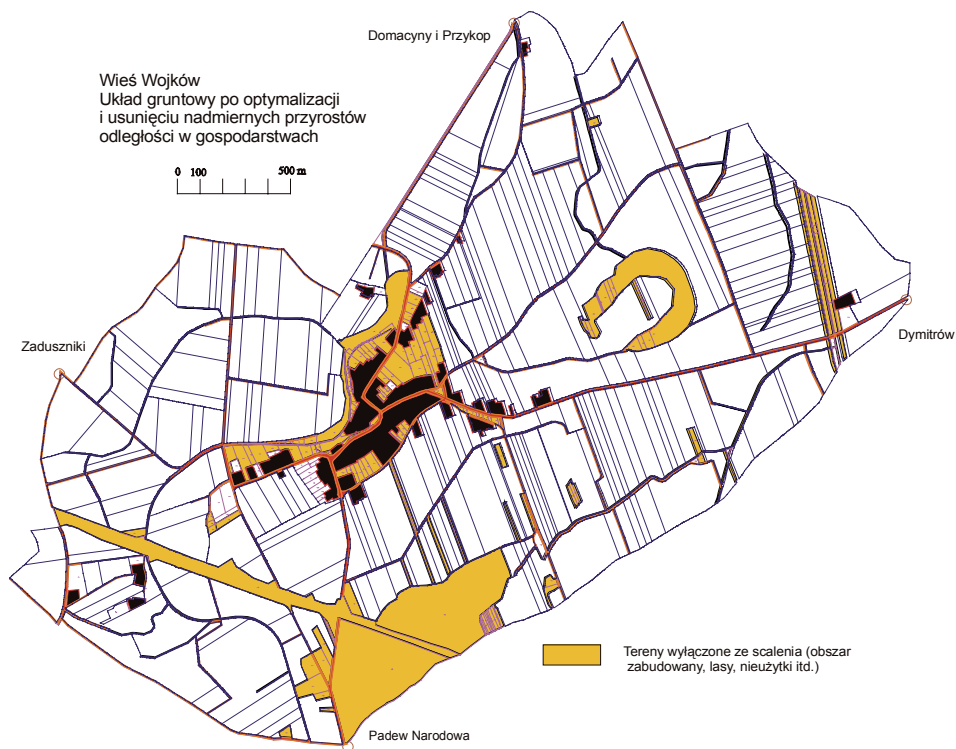 Domacyny i Przykop
Wieś Wojków
Układ gruntowy po optymalizacji
i usunięciu nadmiernych przyrostów
odległości w gospodarstwach
0 100 500 m
Zaduszniki
Dymitrów
Tereny wyłączone ze scalenia (obszar
zabudowany, lasy, nieużytki itd.)
Padew Narodowa